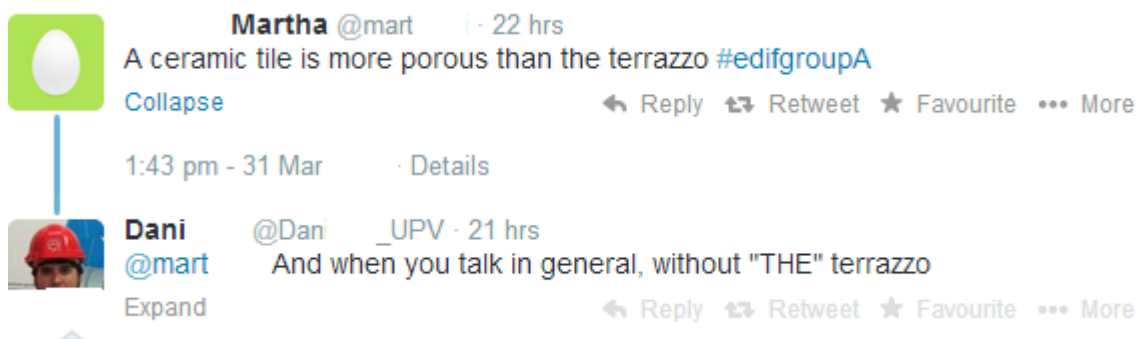 Martha @mart · 22 hrs
A ceramic tile is more porous than the terrazzo #edifgroupA
Collapse Reply Retweet Favourite More
1:43 pm - 31 Mar · Details
Dani @Dani _UPV · 21 hrs
@mart And when you talk in general, without "THE" terrazzo
Expand Reply Retweet Favourite More